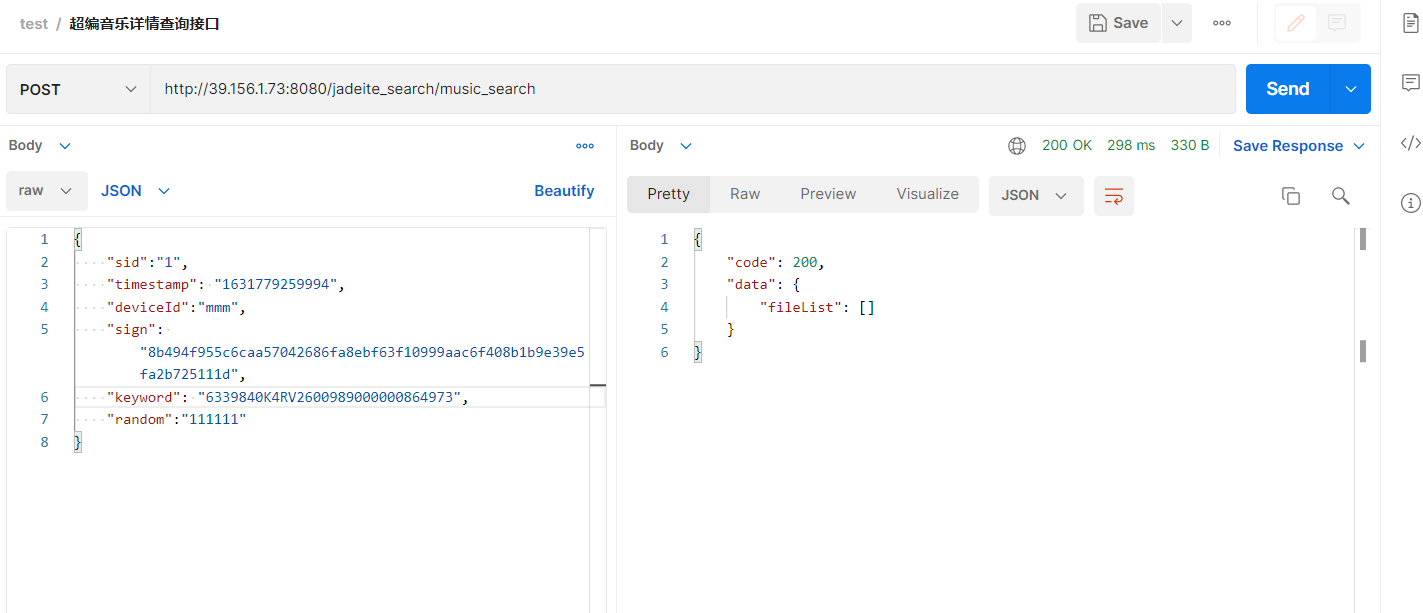 test / 超编音乐详情查询接口
Save
POST
http://39.156.1.73:8080/jadeite_search/music_search
Send
Body
raw
JSON
Beautify
1 {
2 "sid":"1",
3 "timestamp": "1631779259994",
4 "deviceId":"mmm",
5 "sign":
"8b494f955c6caa57042686fa8ebf63f10999aac6f408b1b9e39e5
fa2b725111d",
6 "keyword": "6339840K4RV2600989000000864973",
7 "random":"111111"
8 }
Body
200 OK 298 ms 330 B Save Response
Pretty Raw Preview Visualize JSON
1 {
2 "code": 200,
3 "data": {
4 "fileList": []
5 }
6 }